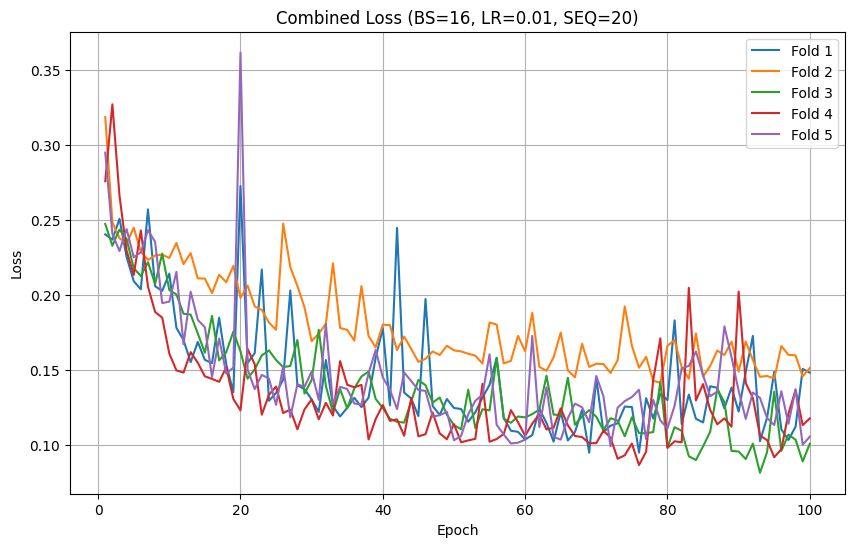 Combined Loss (BS=16, LR=0.01, SEQ=20)
Fold 1
Fold 2
Fold 3
Fold 4
Fold 5
Loss
0.35
0.30
0.25
0.20
0.15
0.10
0
20
40
60
80
100
Epoch